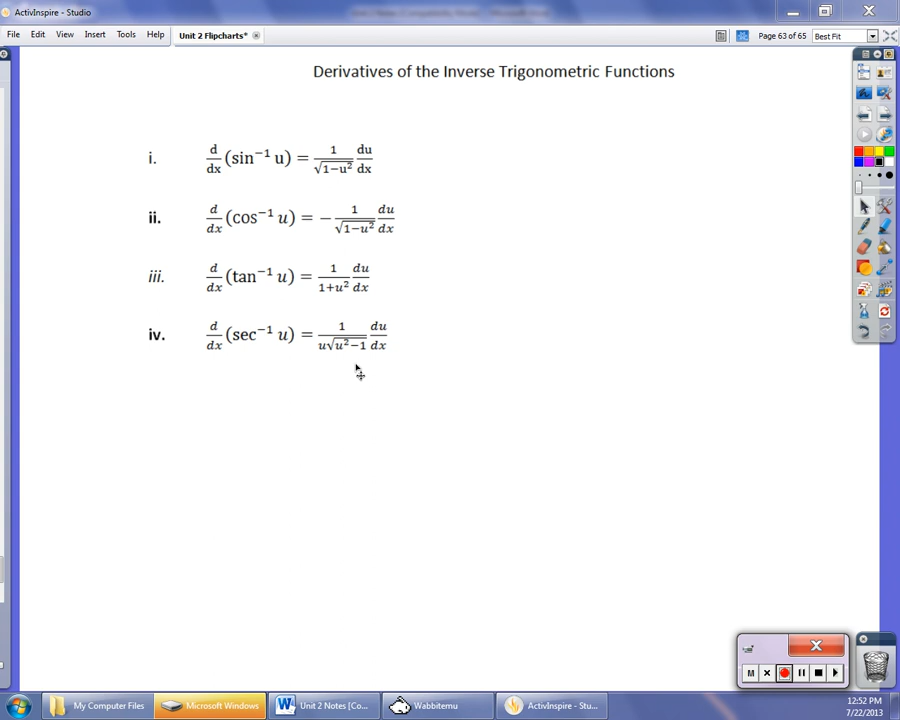 ActivInspire - Studio
File Edit View Insert Tools Help Unit 2 Flipcharts* Page 63 of 65 Best Fit
Derivatives of the Inverse Trigonometric Functions
i. d/dx (sin⁻¹ u) = 1/√(1−u²) du/dx
ii. d/dx (cos⁻¹ u) = − 1/√(1−u²) du/dx
iii. d/dx (tan⁻¹ u) = 1/(1+u²) du/dx
iv. d/dx (sec⁻¹ u) = 1/(u√(u²−1)) du/dx
M
My Computer Files Microsoft Windows Unit 2 Notes [Co... Wabbitemu ActivInspire - Stu...
12:52 PM
7/22/2013